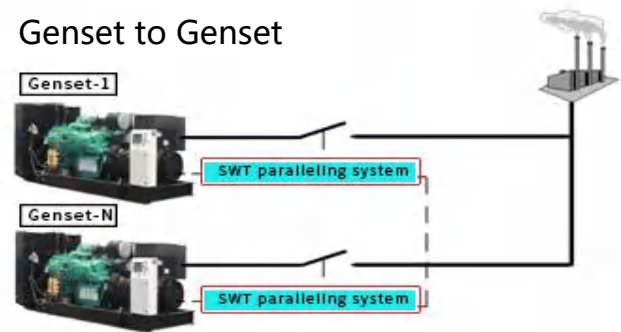 Genset to Genset
Genset-1
SWT paralleling system
Genset-N
SWT paralleling system